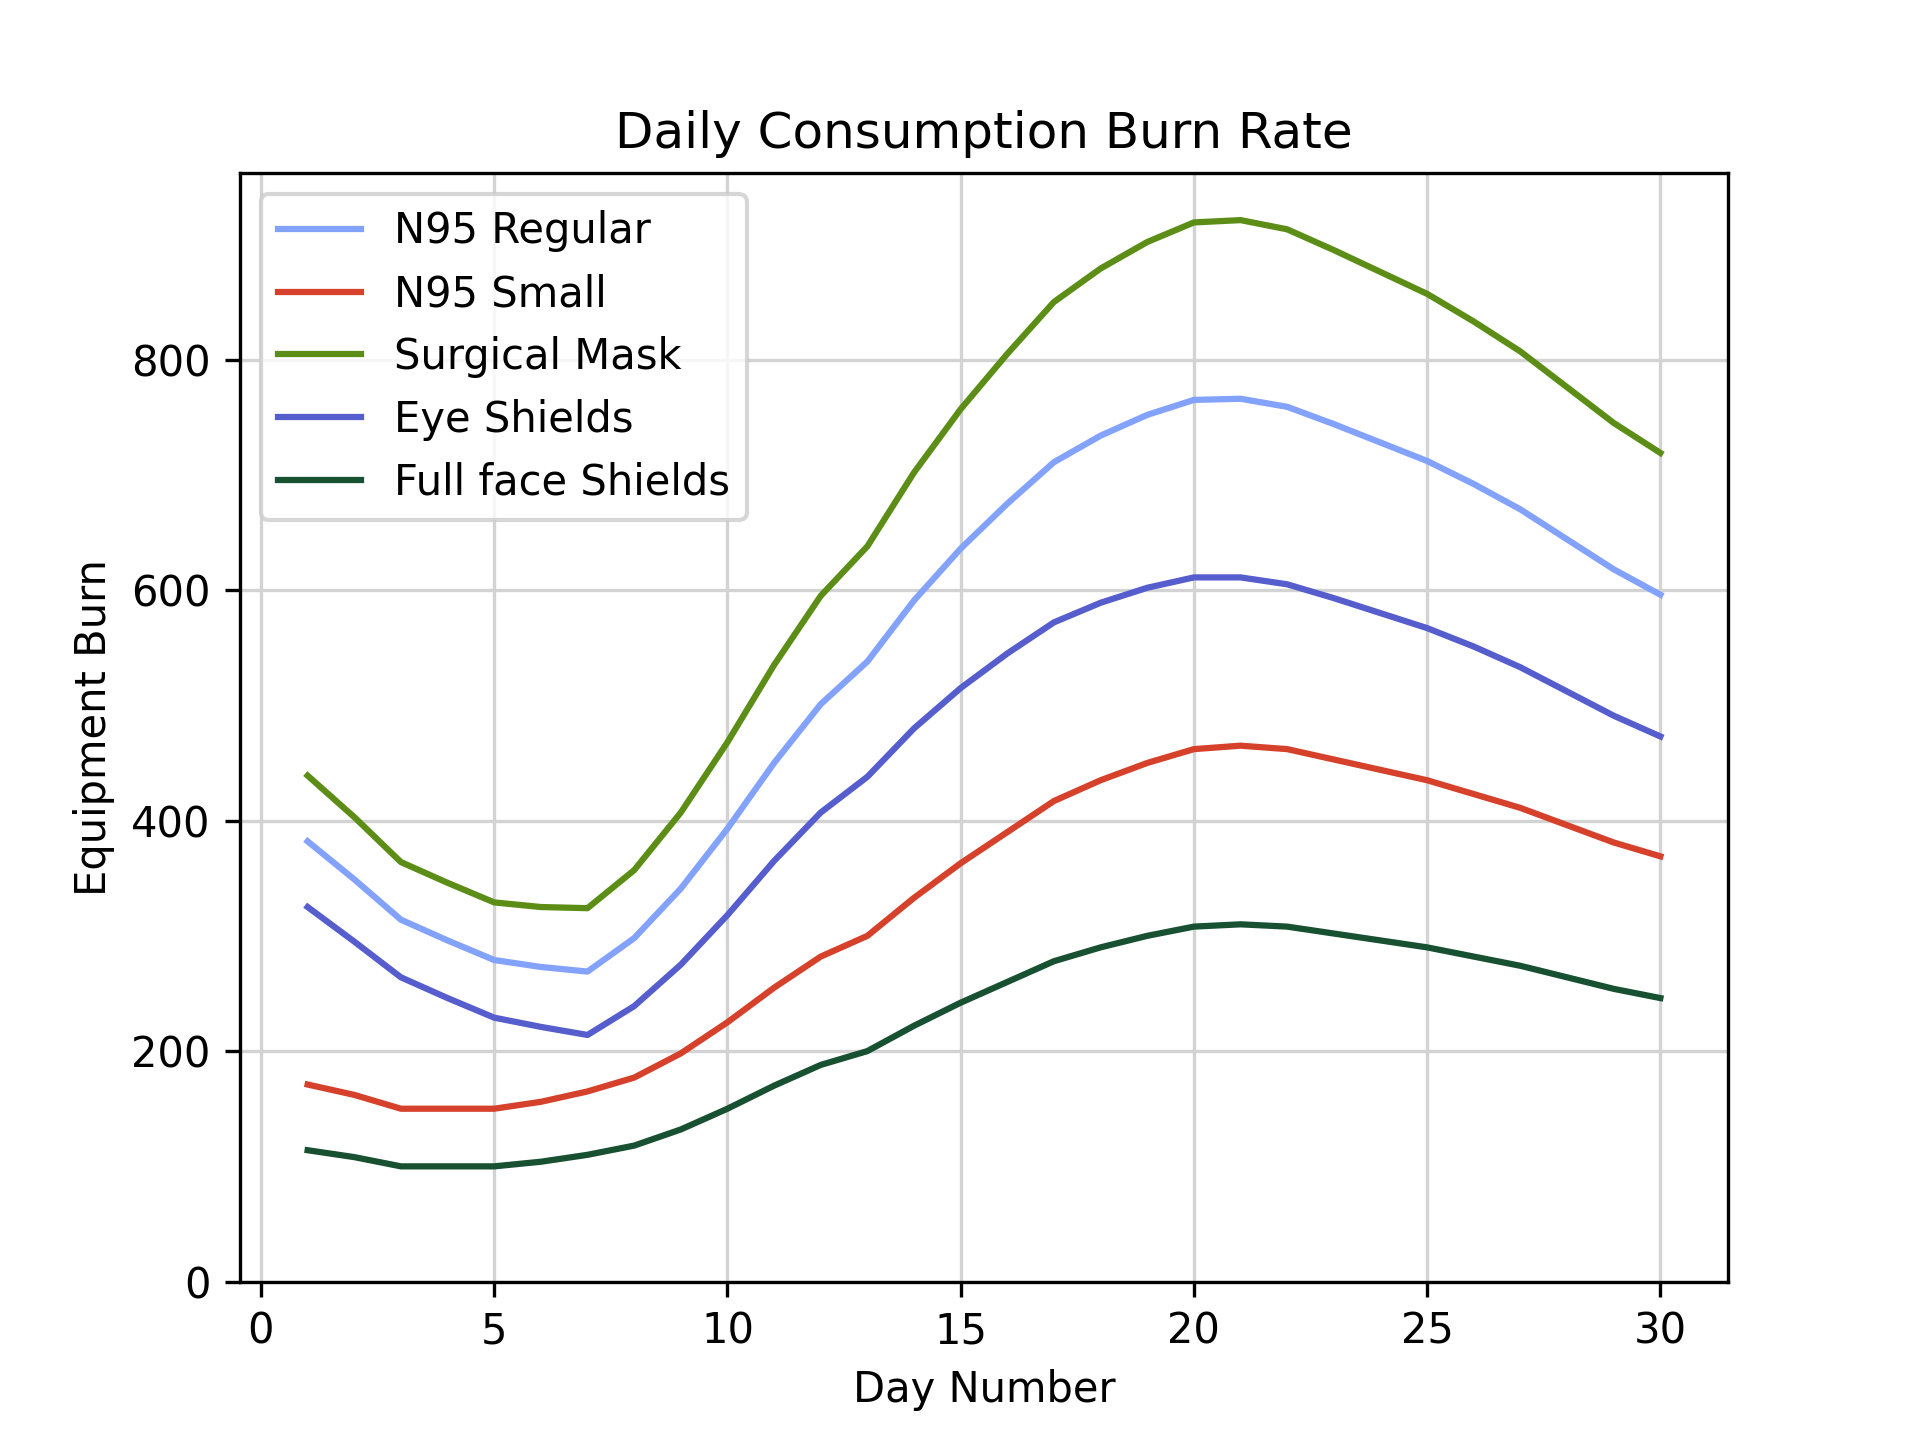 Daily Consumption Burn Rate
N95 Regular
N95 Small
Surgical Mask
Eye Shields
Full face Shields
Equipment Burn
800
600
400
200
0
0 5 10 15 20 25 30
Day Number